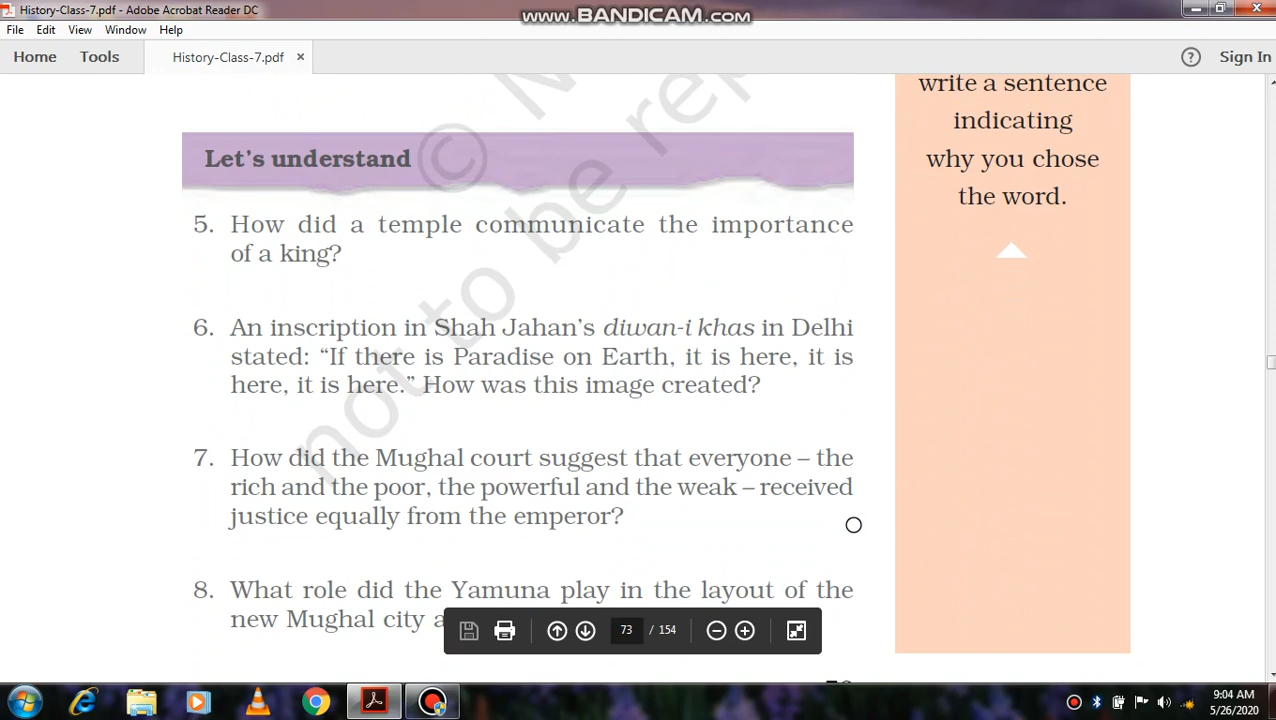 History-Class-7.pdf - Adobe Acrobat Reader DC
www.BANDICAM.com
File Edit View Window Help
Home Tools History-Class-7.pdf × ? Sign In
write a sentence
indicating
why you chose
the word.
Let's understand
© N
not to be rep
5. How did a temple communicate the importance
of a king?
6. An inscription in Shah Jahan's diwan-i khas in Delhi
stated: “If there is Paradise on Earth, it is here, it is
here, it is here.” How was this image created?
7. How did the Mughal court suggest that everyone – the
rich and the poor, the powerful and the weak – received
justice equally from the emperor?
8. What role did the Yamuna play in the layout of the
new Mughal city a
73 / 154
9:04 AM
5/26/2020